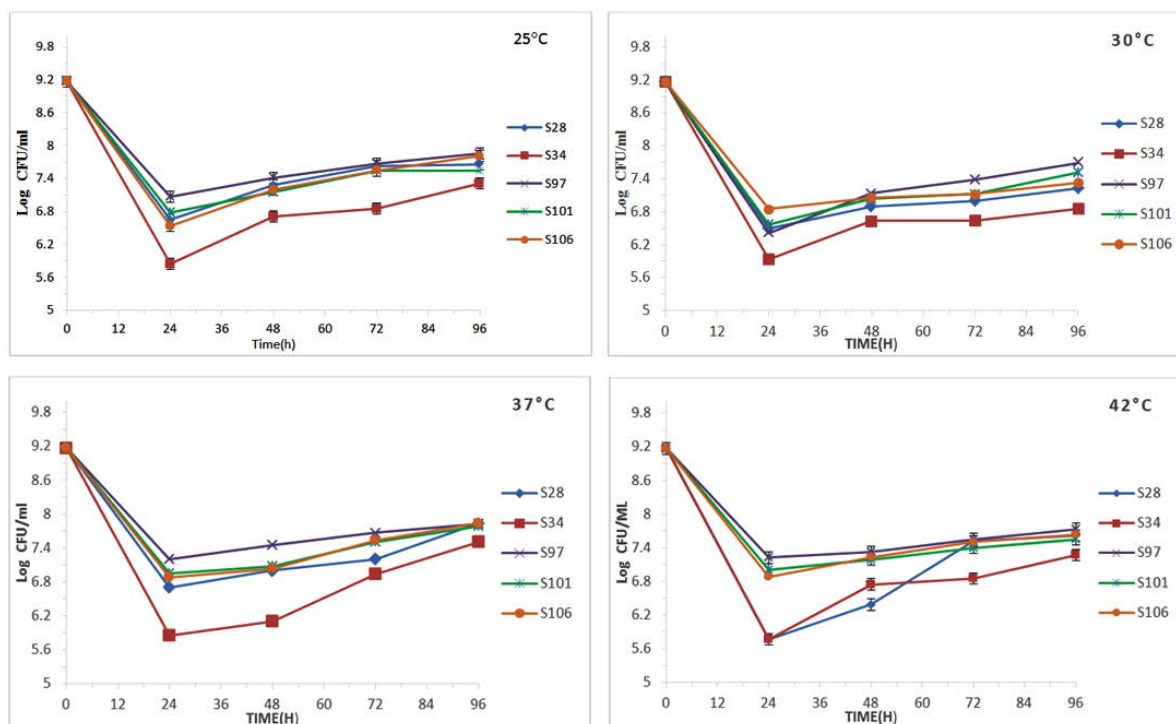 25°C
9.8
9.2
8.6
8
7.4
6.8
6.2
5.6
5
Log CFU/ml
0 12 24 36 48 60 72 84 96
Time(h)
S28
S34
S97
S101
S106
30°C
9.8
9.2
8.6
8
7.4
6.8
6.2
5.6
5
Log CFU/ml
0 12 24 36 48 60 72 84 96
TIME(H)
S28
S34
S97
S101
S106
37°C
9.8
9.2
8.6
8
7.4
6.8
6.2
5.6
5
Log CFU/ml
0 12 24 36 48 60 72 84 96
TIME(H)
S28
S34
S97
S101
S106
42°C
9.8
9.2
8.6
8
7.4
6.8
6.2
5.6
5
Log CFU/ML
0 12 24 36 48 60 72 84 96
TIME(H)
S28
S34
S97
S101
S106